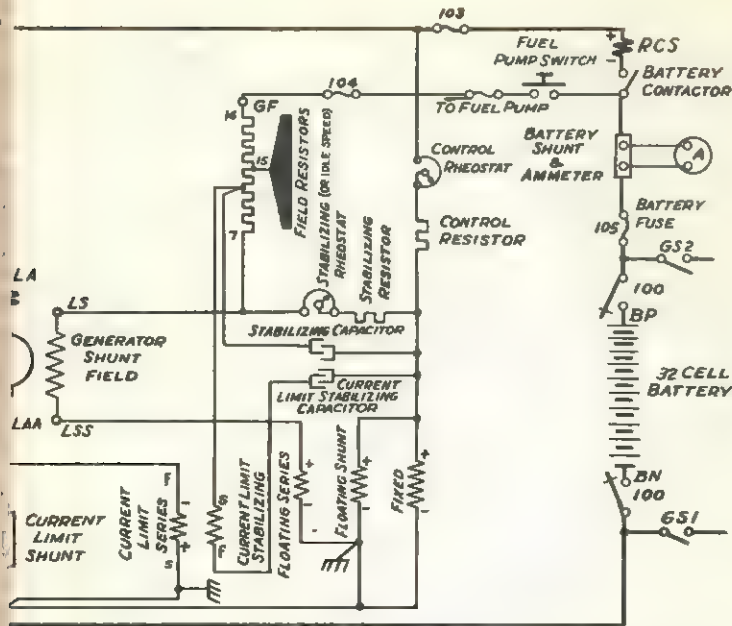 103
RCS
FUEL
PUMP SWITCH
BATTERY
CONTACTOR
104
GF
14
TO FUEL PUMP
15
7
FIELD RESISTORS
STABILIZING (OR IDLE SPEED)
RHEOSTAT
STABILIZING
RESISTOR
CONTROL
RHEOSTAT
BATTERY
SHUNT
&
AMMETER
A
CONTROL
RESISTOR
BATTERY
FUSE
105
GS2
100
BP
LA
LS
STABILIZING CAPACITOR
GENERATOR
SHUNT
FIELD
CURRENT
LIMIT STABILIZING
CAPACITOR
32 CELL
BATTERY
LAA
LSS
BN
100
GS1
F
S
CURRENT
LIMIT
SHUNT
CURRENT
LIMIT
SERIES
S
F
CURRENT LIMIT
STABILIZING
FLOATING SERIES
FLOATING SHUNT
FIXED